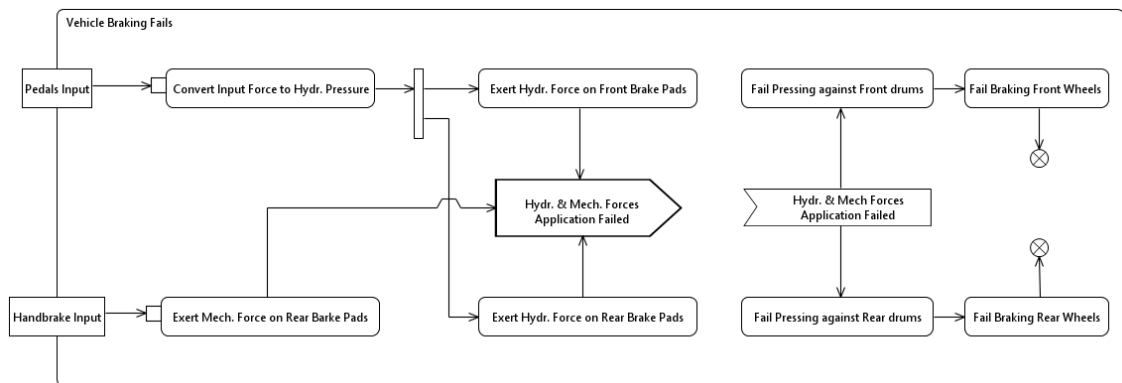 Vehicle Braking Fails
Pedals Input
Convert Input Force to Hydr. Pressure
Exert Hydr. Force on Front Brake Pads
Fail Pressing against Front drums
Fail Braking Front Wheels
Hydr. & Mech. Forces
Application Failed
Hydr. & Mech Forces
Application Failed
Handbrake Input
Exert Mech. Force on Rear Barke Pads
Exert Hydr. Force on Rear Brake Pads
Fail Pressing against Rear drums
Fail Braking Rear Wheels